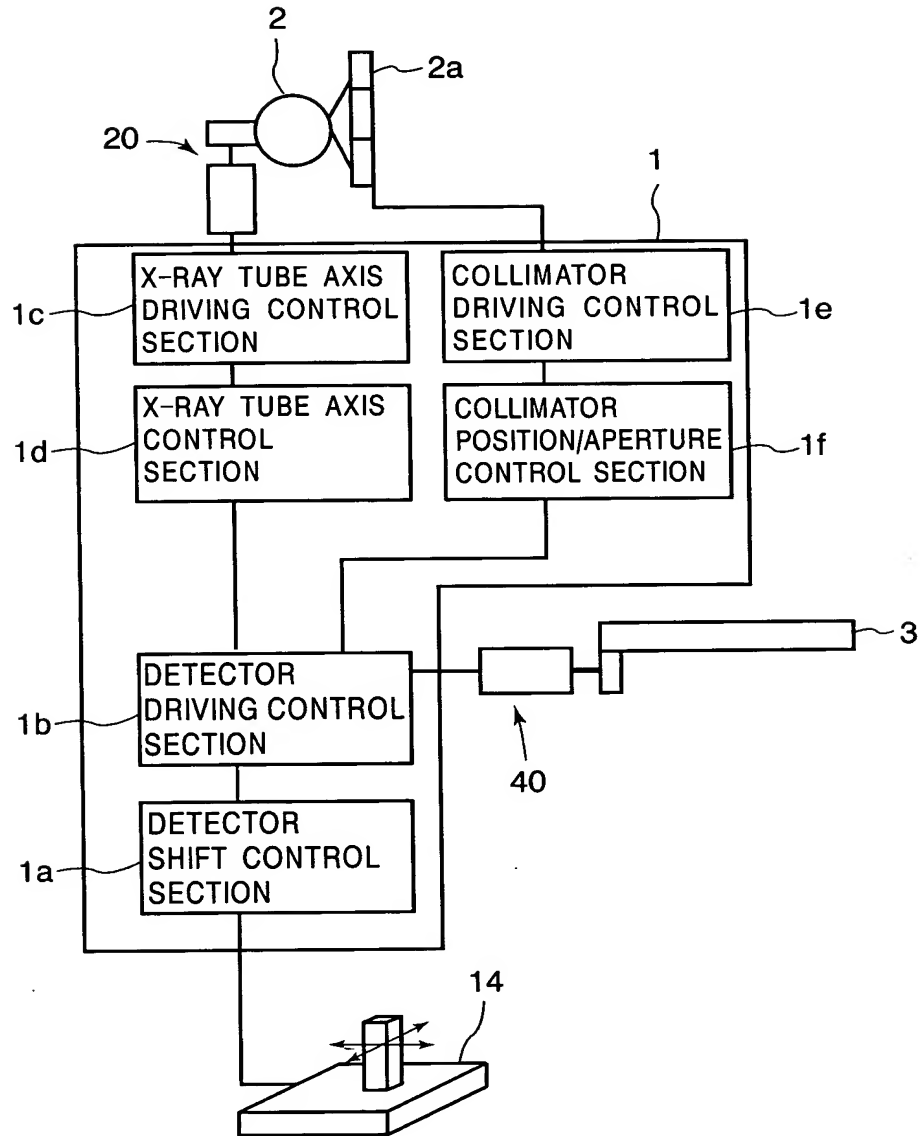 2
2a
20
1
X-RAY TUBE AXIS
DRIVING CONTROL
SECTION
1c
COLLIMATOR
DRIVING CONTROL
SECTION
1e
X-RAY TUBE AXIS
CONTROL
SECTION
1d
COLLIMATOR
POSITION/APERTURE
CONTROL SECTION
1f
3
DETECTOR
DRIVING CONTROL
SECTION
1b
40
DETECTOR
SHIFT CONTROL
SECTION
1a
14